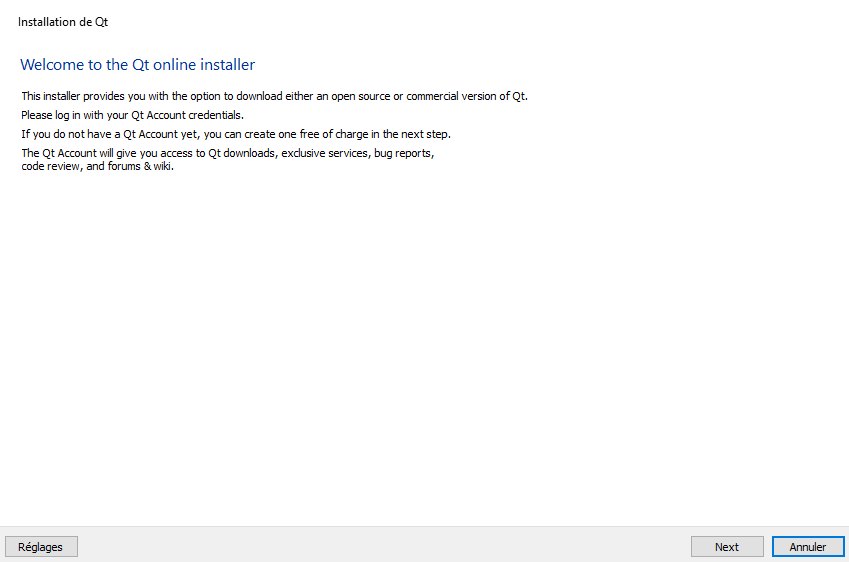 Installation de Qt
Welcome to the Qt online installer
This installer provides you with the option to download either an open source or commercial version of Qt.
Please log in with your Qt Account credentials.
If you do not have a Qt Account yet, you can create one free of charge in the next step.
The Qt Account will give you access to Qt downloads, exclusive services, bug reports,
code review, and forums & wiki.
Réglages
Next
Annuler